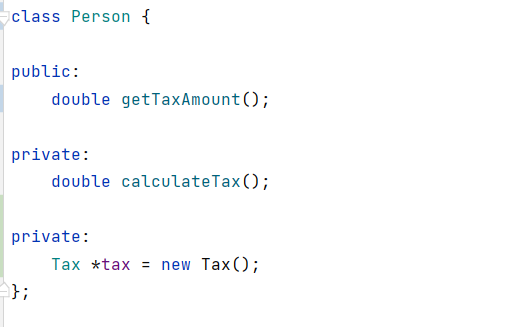 class Person {
public:
    double getTaxAmount();
private:
    double calculateTax();
private:
    Tax *tax = new Tax();
};